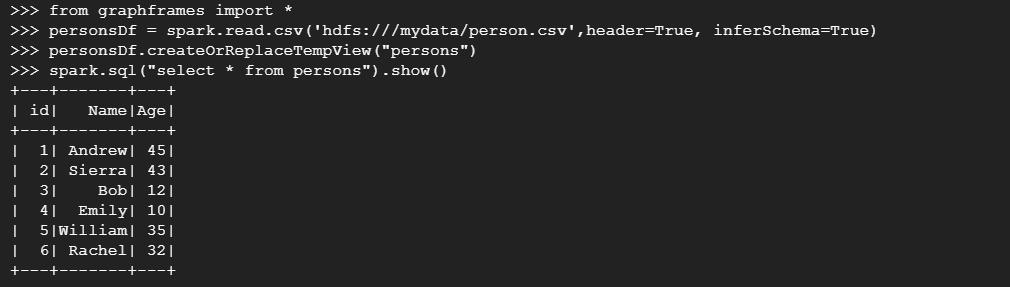 >>> from graphframes import *
>>> personsDf = spark.read.csv('hdfs:///mydata/person.csv',header=True, inferSchema=True)
>>> personsDf.createOrReplaceTempView("persons")
>>> spark.sql("select * from persons").show()
+---+-------+---+
| id|   Name|Age|
+---+-------+---+
|  1| Andrew| 45|
|  2| Sierra| 43|
|  3|    Bob| 12|
|  4|  Emily| 10|
|  5|William| 35|
|  6| Rachel| 32|
+---+-------+---+